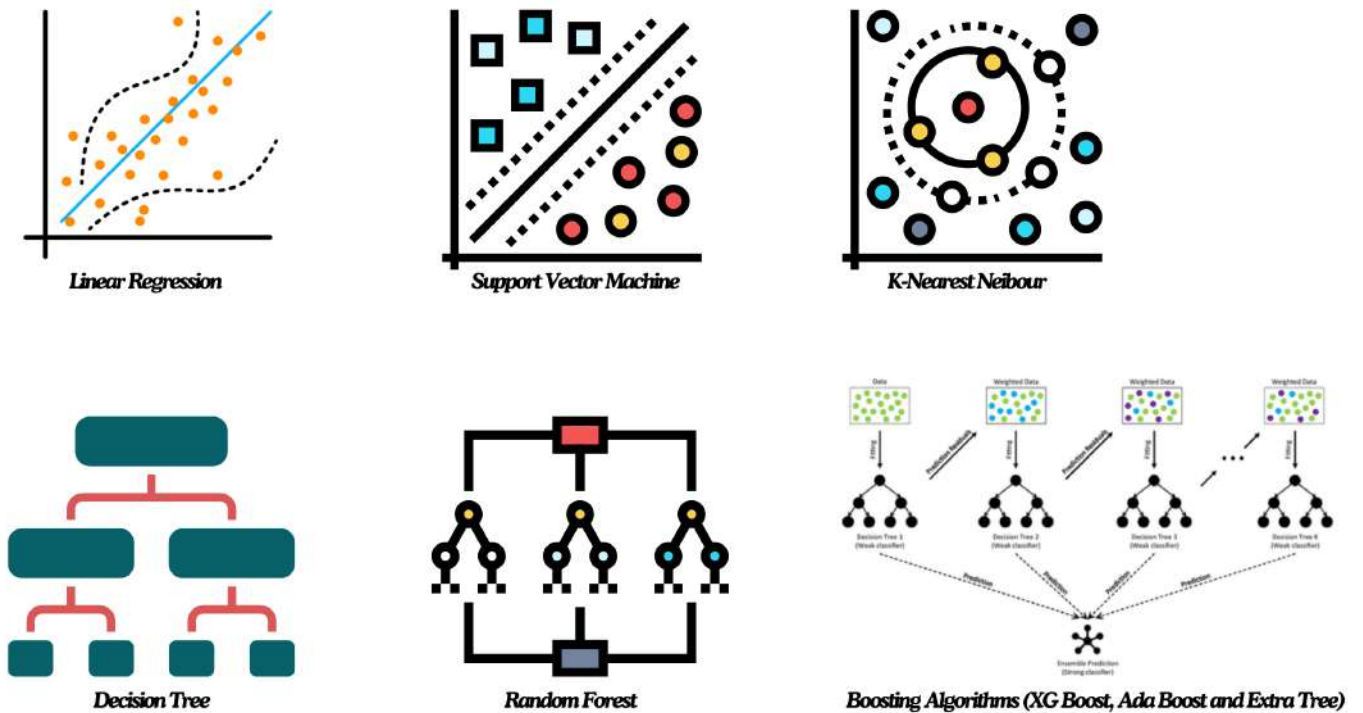 Linear Regression
Support Vector Machine
K-Nearest Neibour
Data
Weighted Data
Weighted Data
Weighted Data
Fitting
Prediction Residuals
Fitting
Prediction Residuals
Fitting
Fitting
Decision Tree 1
(Weak classifier)
Decision Tree 2
(Weak classifier)
Decision Tree 3
(Weak classifier)
Decision Tree K
(Weak classifier)
Prediction
Prediction
Prediction
Prediction
Ensemble Prediction
(Strong classifier)
Decision Tree
Random Forest
Boosting Algorithms (XG Boost, Ada Boost and Extra Tree)